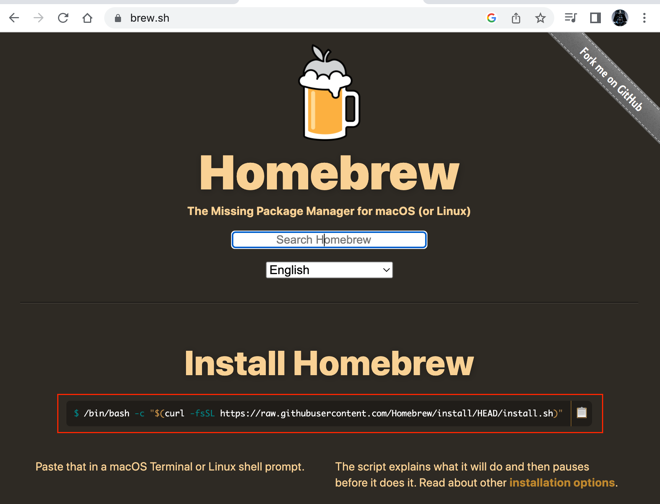 brew.sh
Fork me on GitHub
Homebrew
The Missing Package Manager for macOS (or Linux)
Search Homebrew
English
Install Homebrew
$ /bin/bash -c "$(curl -fsSL https://raw.githubusercontent.com/Homebrew/install/HEAD/install.sh)"
Paste that in a macOS Terminal or Linux shell prompt.
The script explains what it will do and then pauses
before it does it. Read about other installation options.